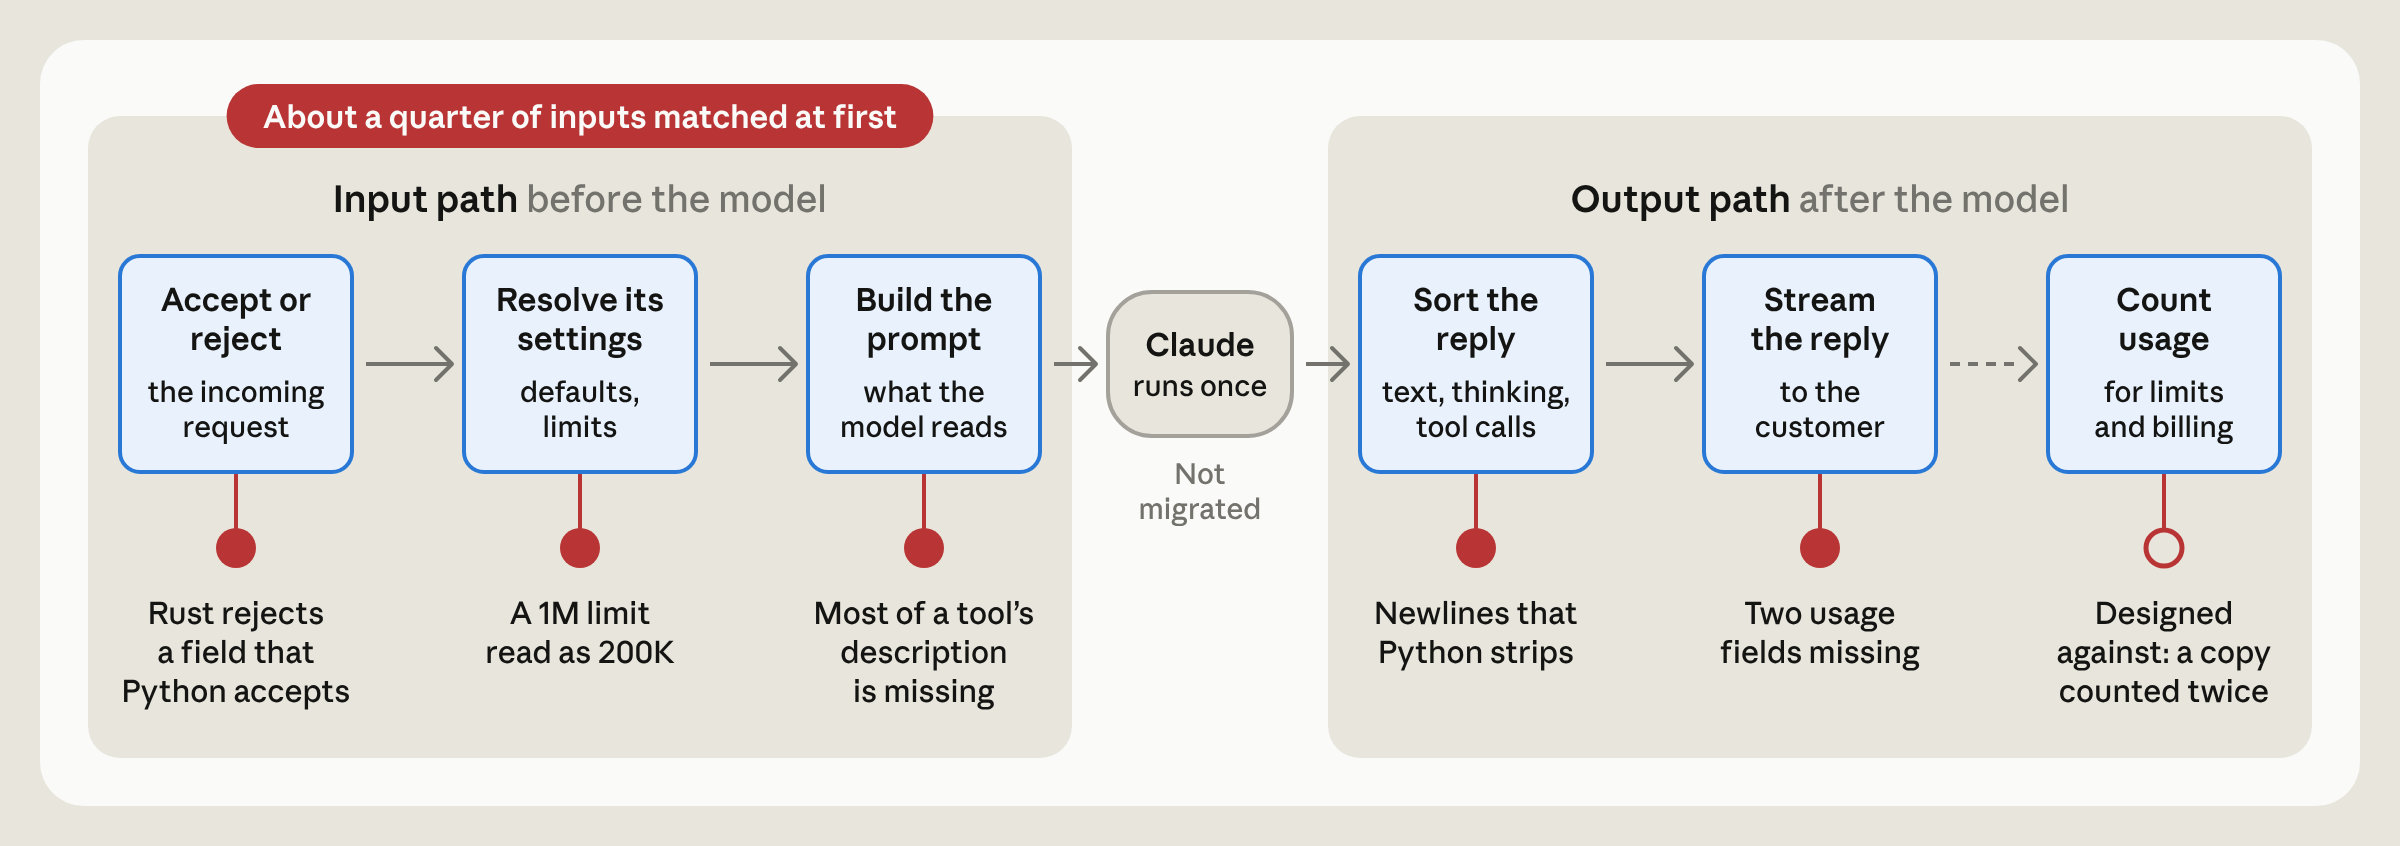 About a quarter of inputs matched at first
Input path before the model
Accept or
reject
the incoming
request
Resolve its
settings
defaults,
limits
Build the
prompt
what the
model reads
Rust rejects
a field that
Python accepts
A 1M limit
read as 200K
Most of a tool’s
description
is missing
Claude
runs once
Not
migrated
Output path after the model
Sort the
reply
text, thinking,
tool calls
Stream
the reply
to the
customer
Count
usage
for limits
and billing
Newlines that
Python strips
Two usage
fields missing
Designed
against: a copy
counted twice